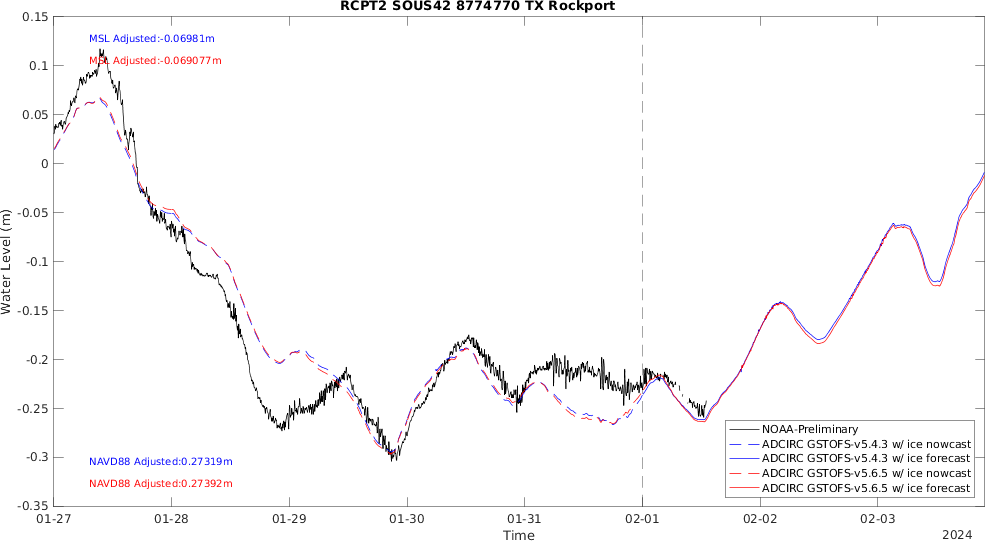 RCPT2 SOUS42 8774770 TX Rockport
MSL Adjusted:-0.06981m
MSL Adjusted:-0.069077m
NAVD88 Adjusted:0.27319m
NAVD88 Adjusted:0.27392m
Water Level (m)
0.15
0.1
0.05
0
-0.05
-0.1
-0.15
-0.2
-0.25
-0.3
-0.35
01-27
01-28
01-29
01-30
01-31
02-01
02-02
02-03
Time
2024
NOAA-Preliminary
ADCIRC GSTOFS-v5.4.3 w/ ice nowcast
ADCIRC GSTOFS-v5.4.3 w/ ice forecast
ADCIRC GSTOFS-v5.6.5 w/ ice nowcast
ADCIRC GSTOFS-v5.6.5 w/ ice forecast